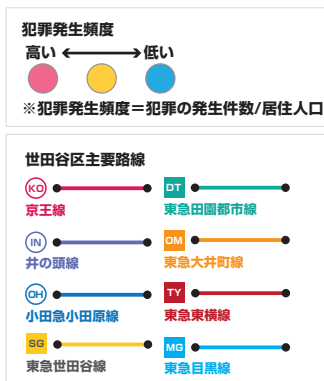 犯罪発生頻度
高い 低い
※犯罪発生頻度＝犯罪の発生件数/居住人口
世田谷区主要路線
KO
京王線
DT
東急田園都市線
IN
井の頭線
OM
東急大井町線
OH
小田急小田原線
TY
東急東横線
SG
東急世田谷線
MG
東急目黒線